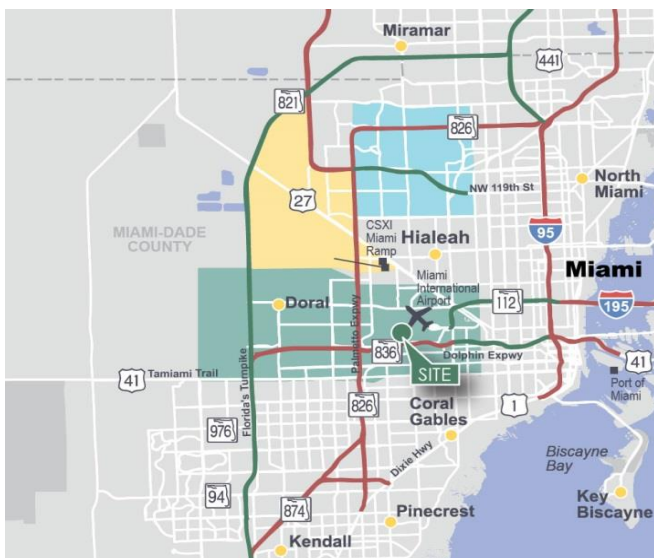 Miramar
441
821
826
27
NW 119th St
North
Miami
MIAMI-DADE
COUNTY
CSXI
Miami
Ramp
Hialeah
95
Miami
Miami
International
Airport
Doral
112
195
Palmetto Expwy
836
Dolphin Expwy
SITE
41
Tamiami Trail
Florida's Turnpike
41
Port of
Miami
826
Coral
Gables
1
976
Dixie Hwy
Biscayne
Bay
94
874
Pinecrest
Key
Biscayne
Kendall